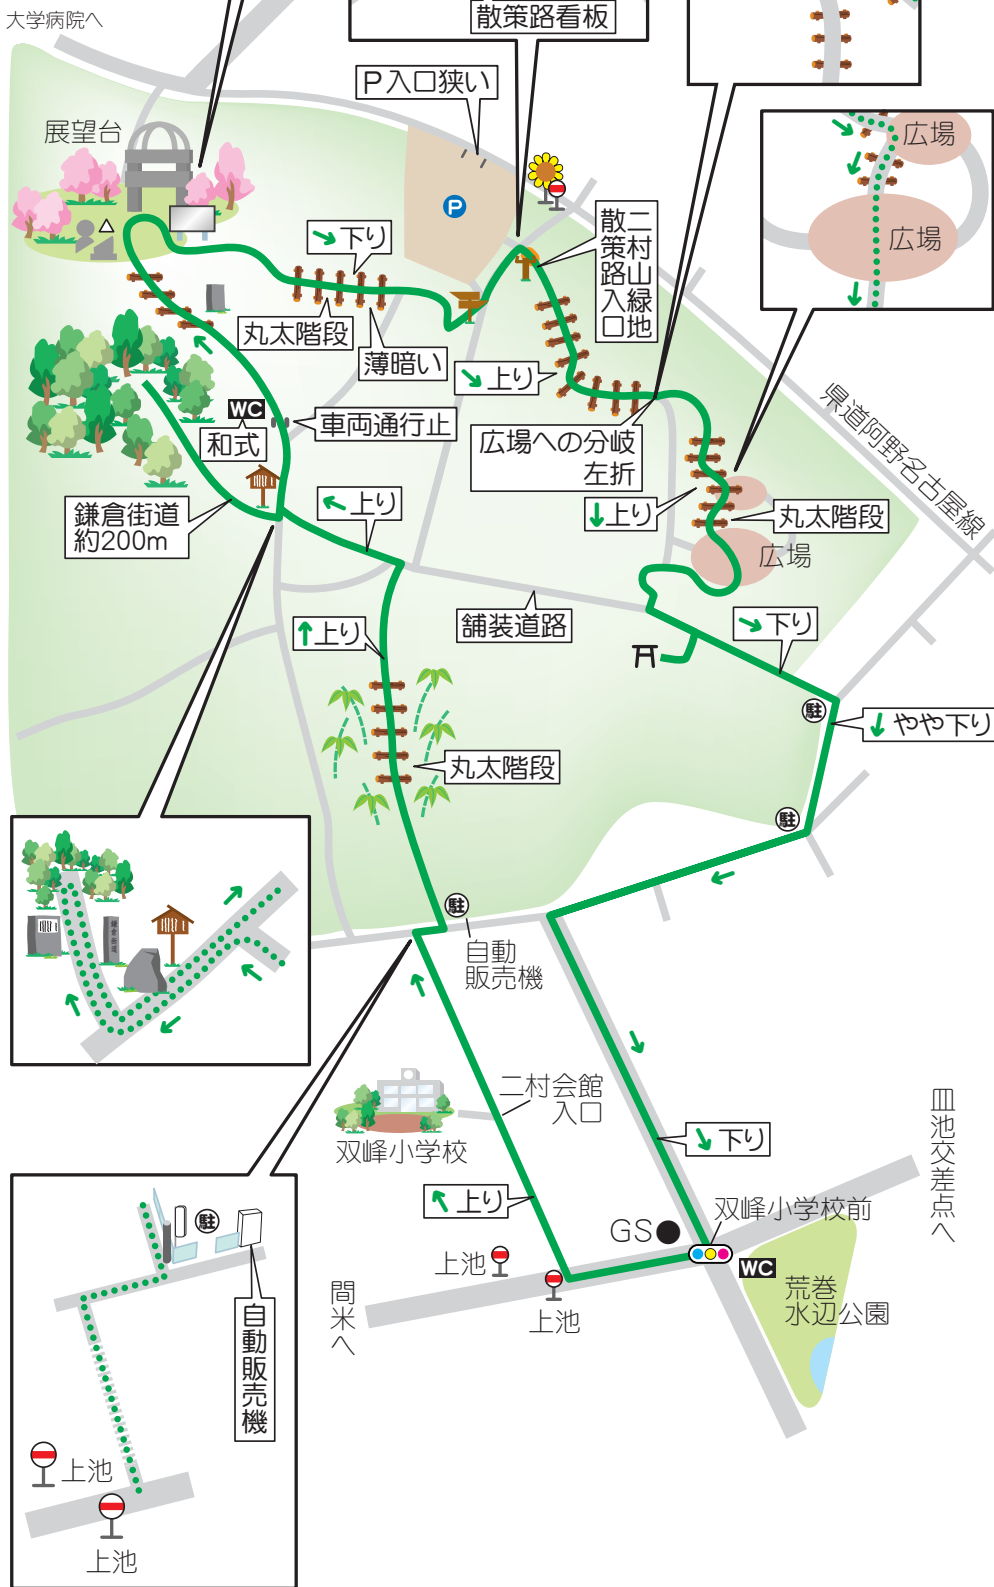 大学病院へ
散策路看板
P入口狭い
展望台
広場
広場
P
下り
散策路入口
二村山緑地
丸太階段
薄暗い
上り
県道阿野名古屋線
WC
和式
車両通行止
広場への分岐
左折
鎌倉街道
約200m
上り
上り
丸太階段
広場
舗装道路
上り
下り
駐
やや下り
丸太階段
駐
駐
自動
販売機
鎌倉街道
二村会館
入口
双峰小学校
皿池交差点へ
下り
上り
双峰小学校前
GS
駐
上池
WC
荒巻
水辺公園
間米へ
上池
自動販売機
上池
上池